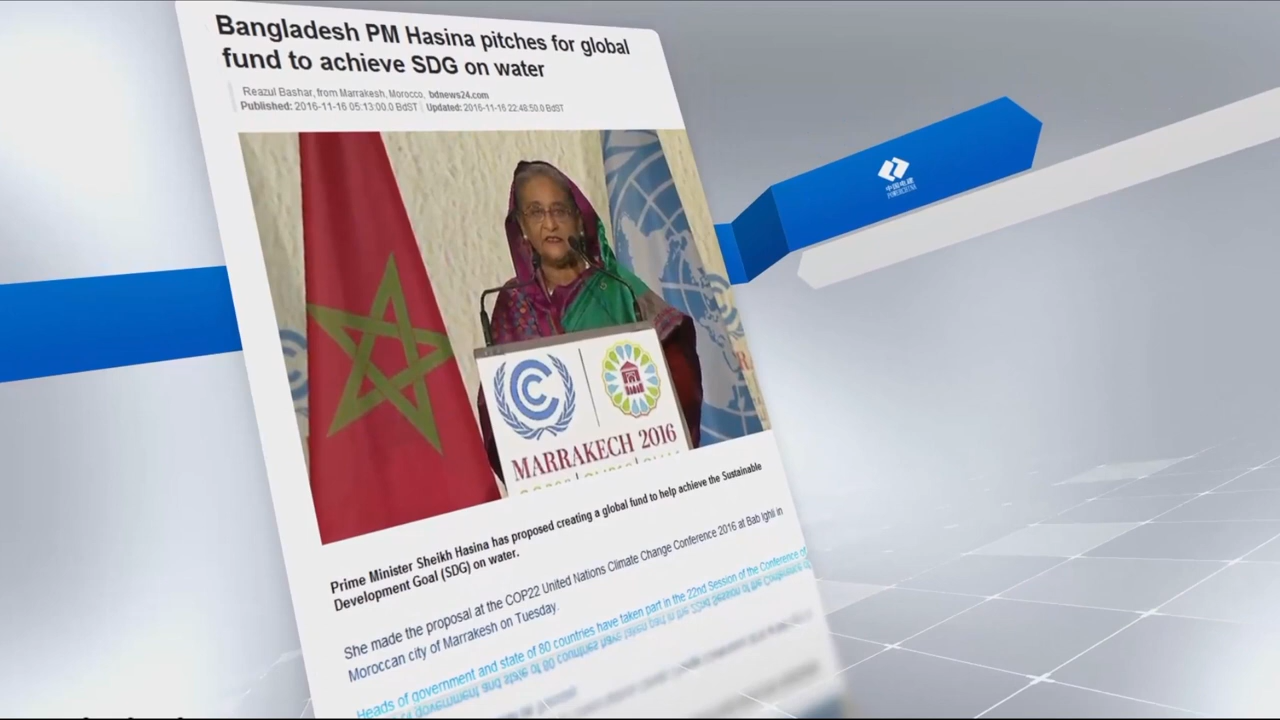 Bangladesh PM Hasina pitches for global
fund to achieve SDG on water
Reazul Bashar, from Marrakesh, Morocco, bdnews24.com
Published: 2016-11-16 05:13:00.0 BdST Updated: 2016-11-16 22:48:50.0 BdST
中国电建
POWERCHINA
MARRAKECH 2016
Prime Minister Sheikh Hasina has proposed creating a global fund to help achieve the Sustainable
Development Goal (SDG) on water.
She made the proposal at the COP22 United Nations Climate Change Conference 2016 at Bab Ighli in
Moroccan city of Marrakesh on Tuesday.
Heads of government and state of 80 countries have taken part in the 22nd Session of the Conference of